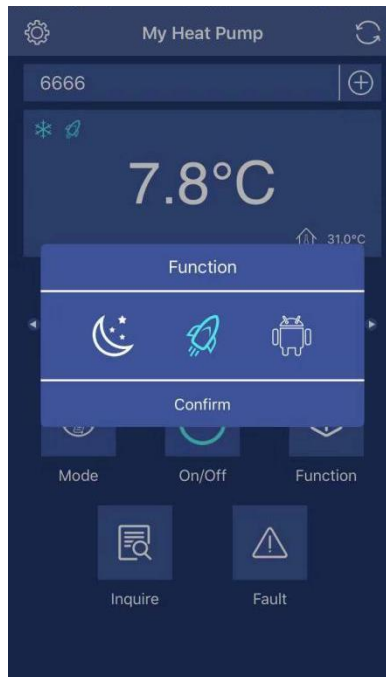 My Heat Pump
6666
7.8°C
31.0°C
Function
Confirm
Mode
On/Off
Function
Inquire
Fault